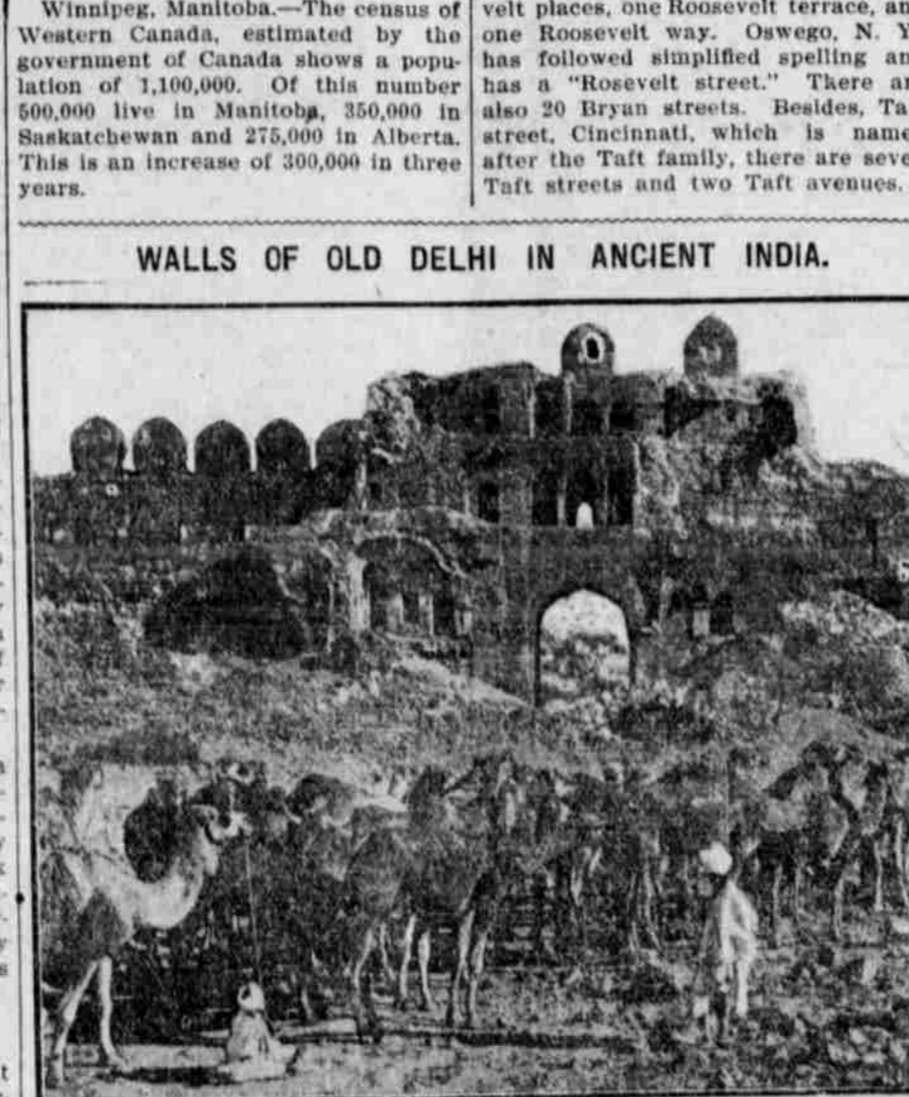 Winnipeg, Manitoba.—The census of
Western Canada, estimated by the
government of Canada shows a popu-
lation of 1,100,000. Of this number
500,000 live in Manitoba, 350,000 in
Saskatchewan and 275,000 in Alberta.
This is an increase of 300,000 in three
years.
velt places, one Roosevelt terrace, an
one Roosevelt way. Oswego, N. Y
has followed simplified spelling an
has a "Rosevelt street." There ar
also 20 Bryan streets. Besides, Ta
street, Cincinnati, which is name
after the Taft family, there are seve
Taft streets and two Taft avenues.
WALLS OF OLD DELHI IN ANCIENT INDIA.